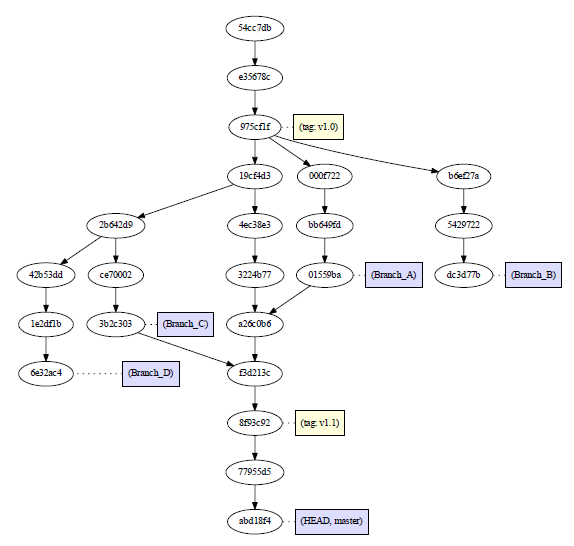 54cc7db
e35678c
975cf1f
(tag: v1.0)
19cf4d3
000f722
b6ef27a
2b642d9
4ec38e3
bb649fd
5429722
42b53dd
ce70002
3224b77
01559ba
(Branch_A)
dc3d77b
(Branch_B)
1e2df1b
3b2c303
(Branch_C)
a26c0b6
6e32ac4
(Branch_D)
f3d213c
8f93c92
(tag: v1.1)
77955d5
abd18f4
(HEAD, master)